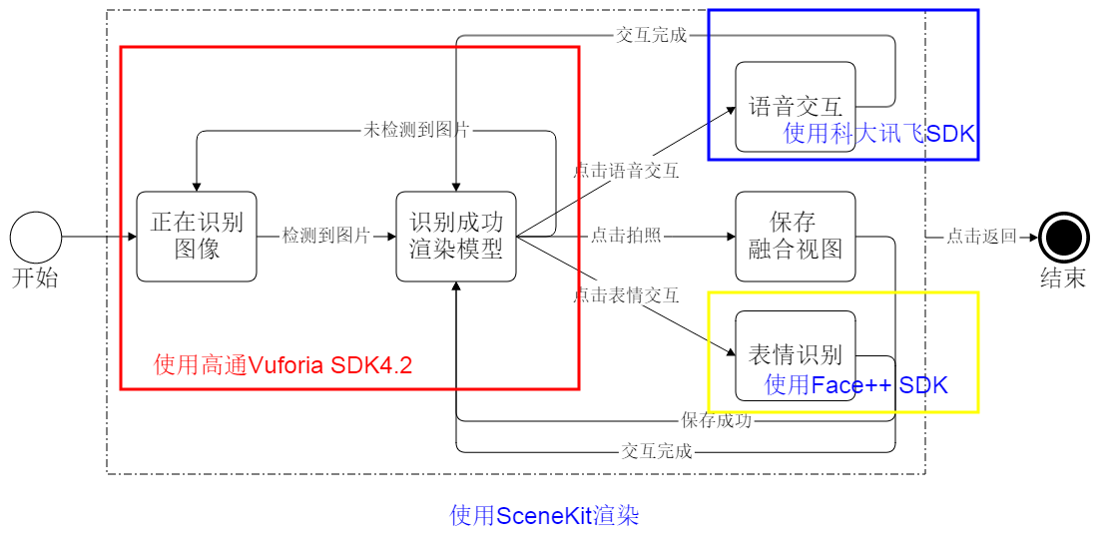 交互完成
语音交互
使用科大讯飞SDK
未检测到图片
点击语音交互
开始
正在识别
图像
检测到图片
识别成功
渲染模型
点击拍照
保存
融合视图
点击返回
结束
点击表情交互
表情识别
使用Face++ SDK
使用高通Vuforia SDK4.2
保存成功
交互完成
使用SceneKit渲染